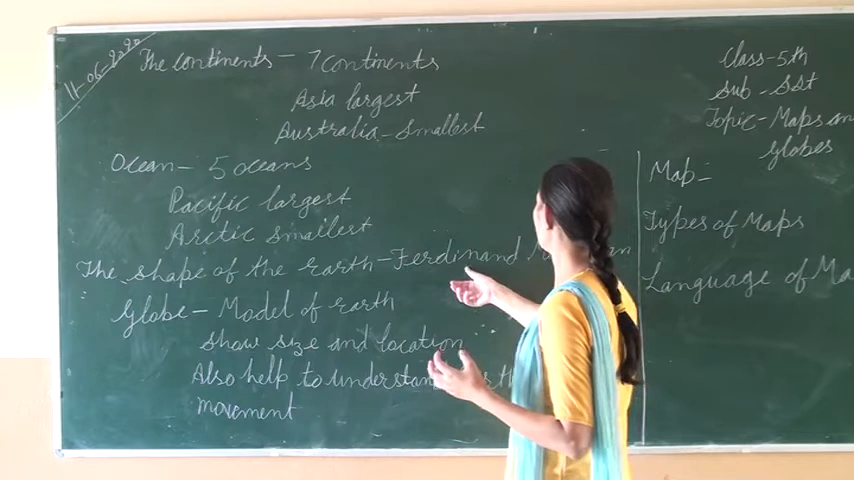 11-06-2020
The continents - 7 continents
Asia largest
Australia - Smallest
Ocean - 5 oceans
Pacific largest
Arctic smallest
The shape of the earth - Ferdinand
Globe - Model of earth
Show size and location
Also help to understand
movement
Class - 5th
Sub - SSt
Topic - Maps an
Globes
Map -
Types of Maps
Language of Ma